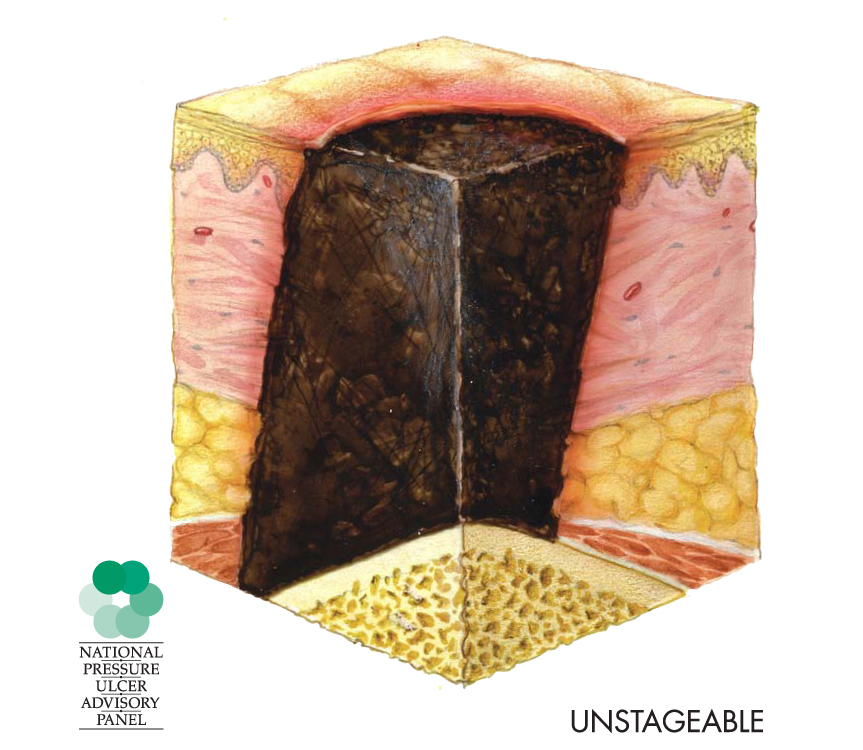 NATIONAL
PRESSURE
ULCER
ADVISORY
PANEL
UNSTAGEABLE